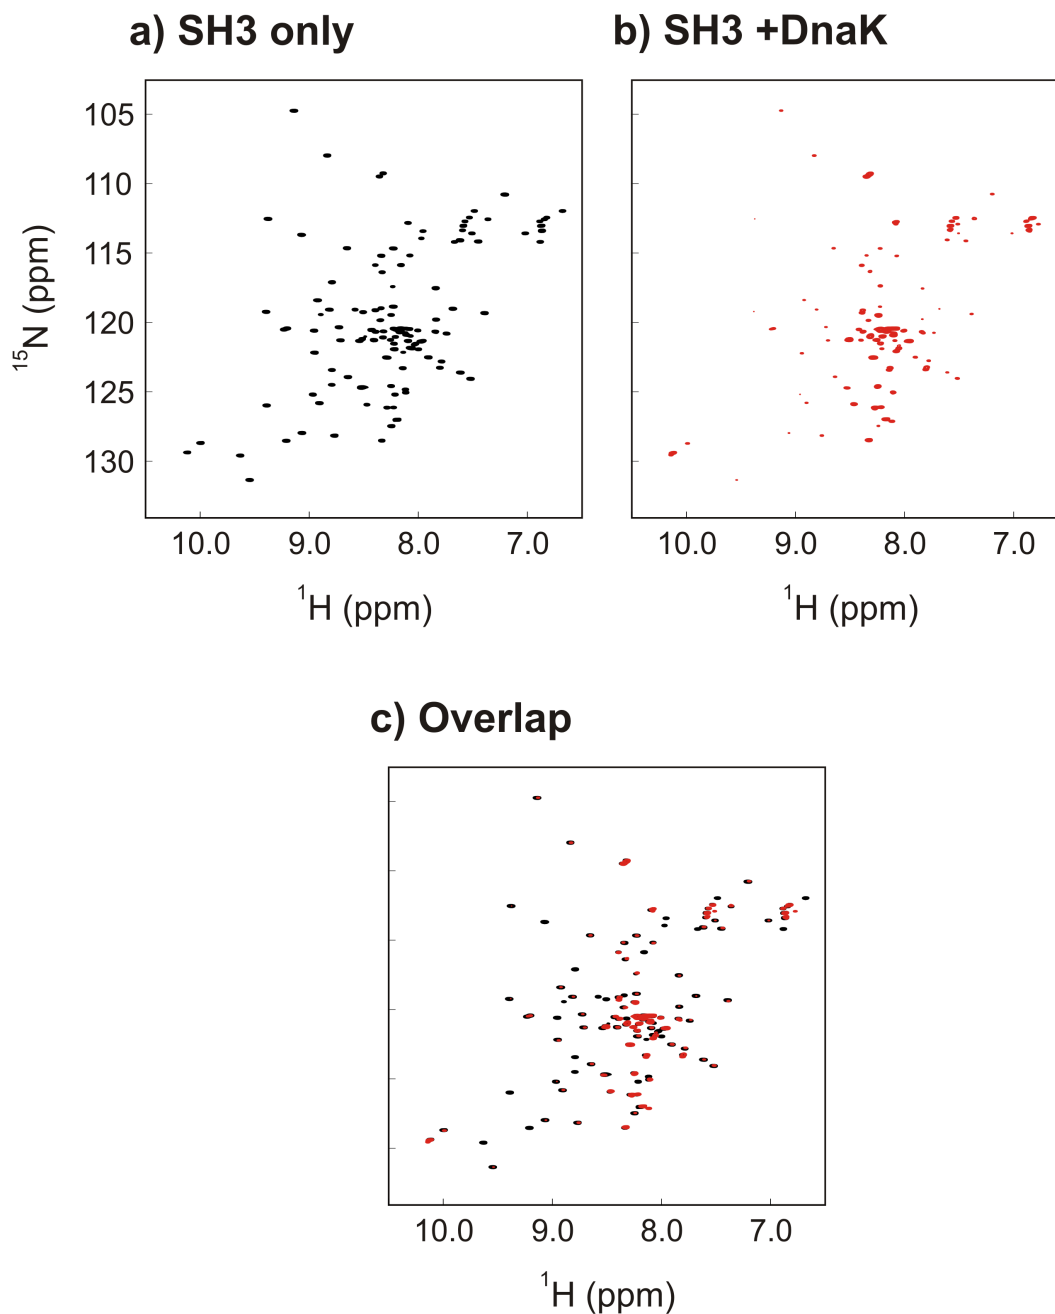 a) SH3 only
b) SH3 +DnaK
105
110
115
120
125
130
15N (ppm)
10.0 9.0 8.0 7.0
10.0 9.0 8.0 7.0
1H (ppm)
1H (ppm)
c) Overlap
10.0 9.0 8.0 7.0
1H (ppm)